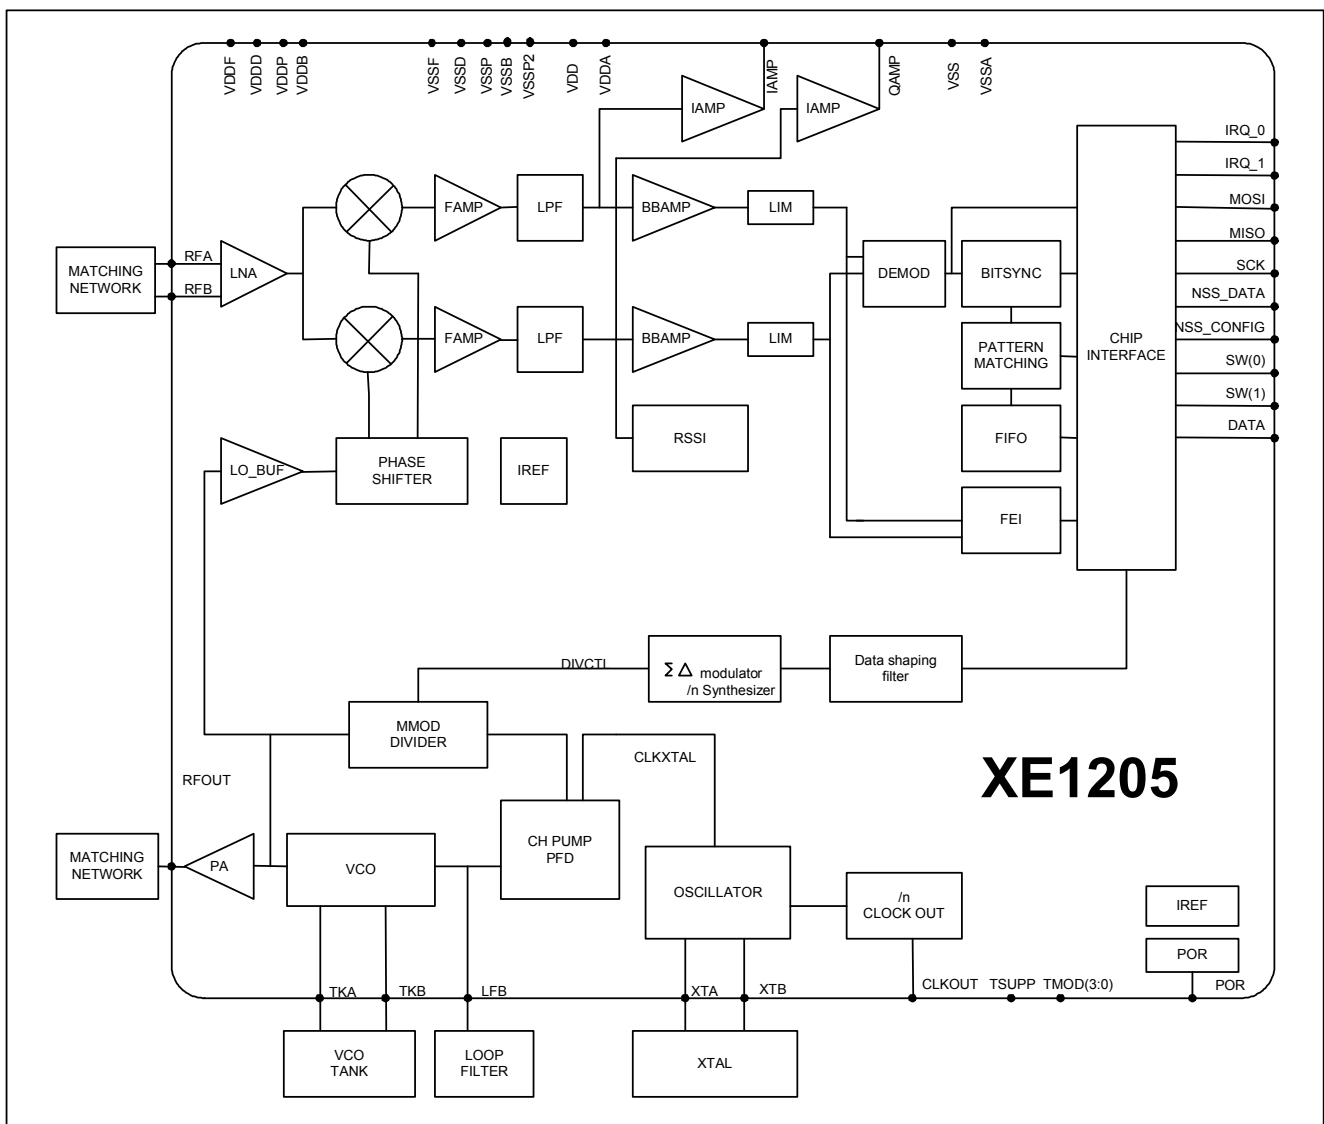 VDDF
VDDD
VDDP
VDDB
VSSF
VSSD
VSSP
VSSB
VSSP2
VDD
VDDA
IAMP
QAMP
VSS
VSSA
IAMP
IAMP
IRQ_0
IRQ_1
MOSI
MISO
SCK
NSS_DATA
NSS_CONFIG
SW(0)
SW(1)
DATA
FAMP
LPF
BBAMP
LIM
MATCHING
NETWORK
RFA
RFB
LNA
DEMOD
BITSYNC
FAMP
LPF
BBAMP
LIM
PATTERN
MATCHING
CHIP
INTERFACE
LO_BUF
PHASE
SHIFTER
IREF
RSSI
FIFO
FEI
DIVCTL
Σ Δ modulator
/n Synthesizer
Data shaping
filter
MMOD
DIVIDER
CLKXTAL
XE1205
RFOUT
MATCHING
NETWORK
PA
VCO
CH PUMP
PFD
OSCILLATOR
/n
CLOCK OUT
IREF
POR
TKA
TKB
LFB
XTA
XTB
CLKOUT
TSUPP
TMOD(3:0)
POR
VCO
TANK
LOOP
FILTER
XTAL